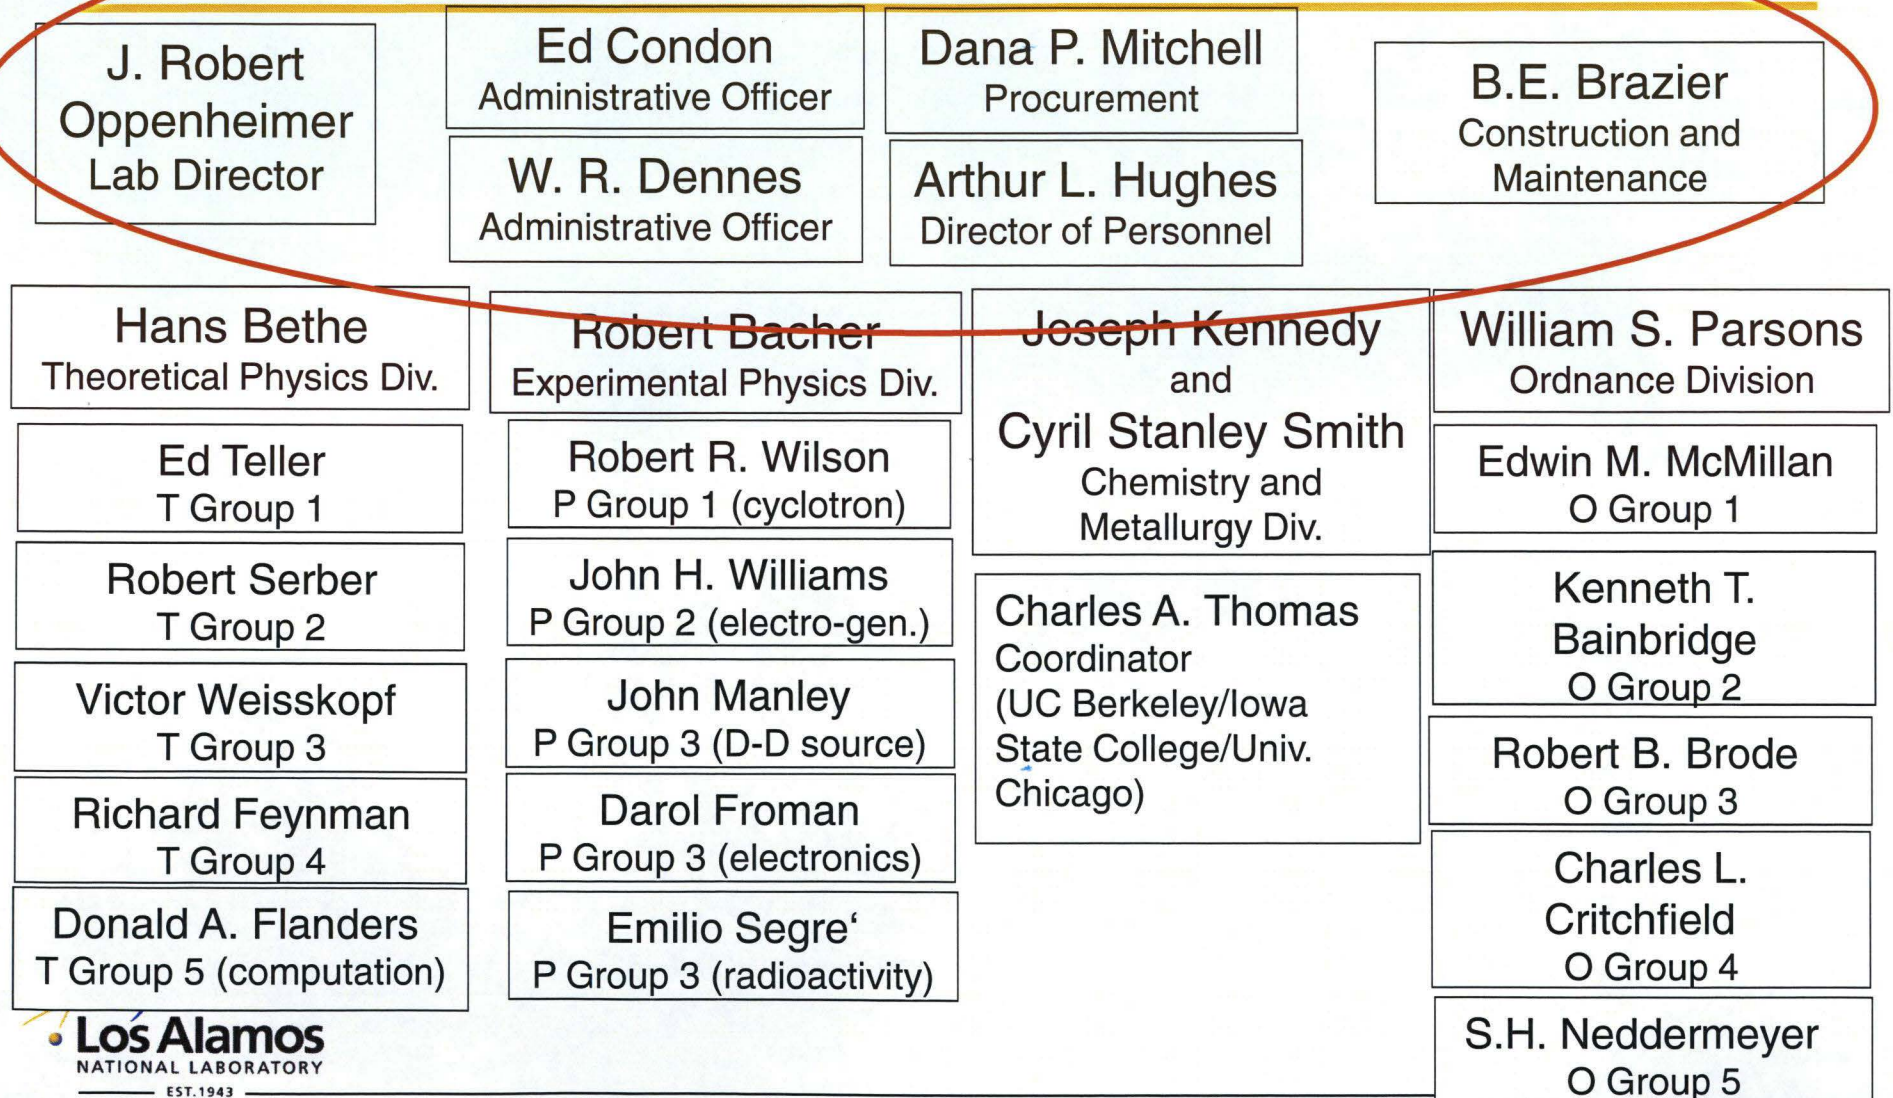 J. Robert
Oppenheimer
Lab Director
Ed Condon
Administrative Officer
W. R. Dennes
Administrative Officer
Dana P. Mitchell
Procurement
Arthur L. Hughes
Director of Personnel
B.E. Brazier
Construction and
Maintenance
Hans Bethe
Theoretical Physics Div.
Ed Teller
T Group 1
Robert Serber
T Group 2
Victor Weisskopf
T Group 3
Richard Feynman
T Group 4
Donald A. Flanders
T Group 5 (computation)
Robert Bacher
Experimental Physics Div.
Robert R. Wilson
P Group 1 (cyclotron)
John H. Williams
P Group 2 (electro-gen.)
John Manley
P Group 3 (D-D source)
Darol Froman
P Group 3 (electronics)
Emilio Segre‘
P Group 3 (radioactivity)
Joseph Kennedy
and
Cyril Stanley Smith
Chemistry and
Metallurgy Div.
Charles A. Thomas
Coordinator
(UC Berkeley/Iowa
State College/Univ.
Chicago)
William S. Parsons
Ordnance Division
Edwin M. McMillan
O Group 1
Kenneth T.
Bainbridge
O Group 2
Robert B. Brode
O Group 3
Charles L.
Critchfield
O Group 4
S.H. Neddermeyer
O Group 5
Los Alamos
NATIONAL LABORATORY
EST.1943